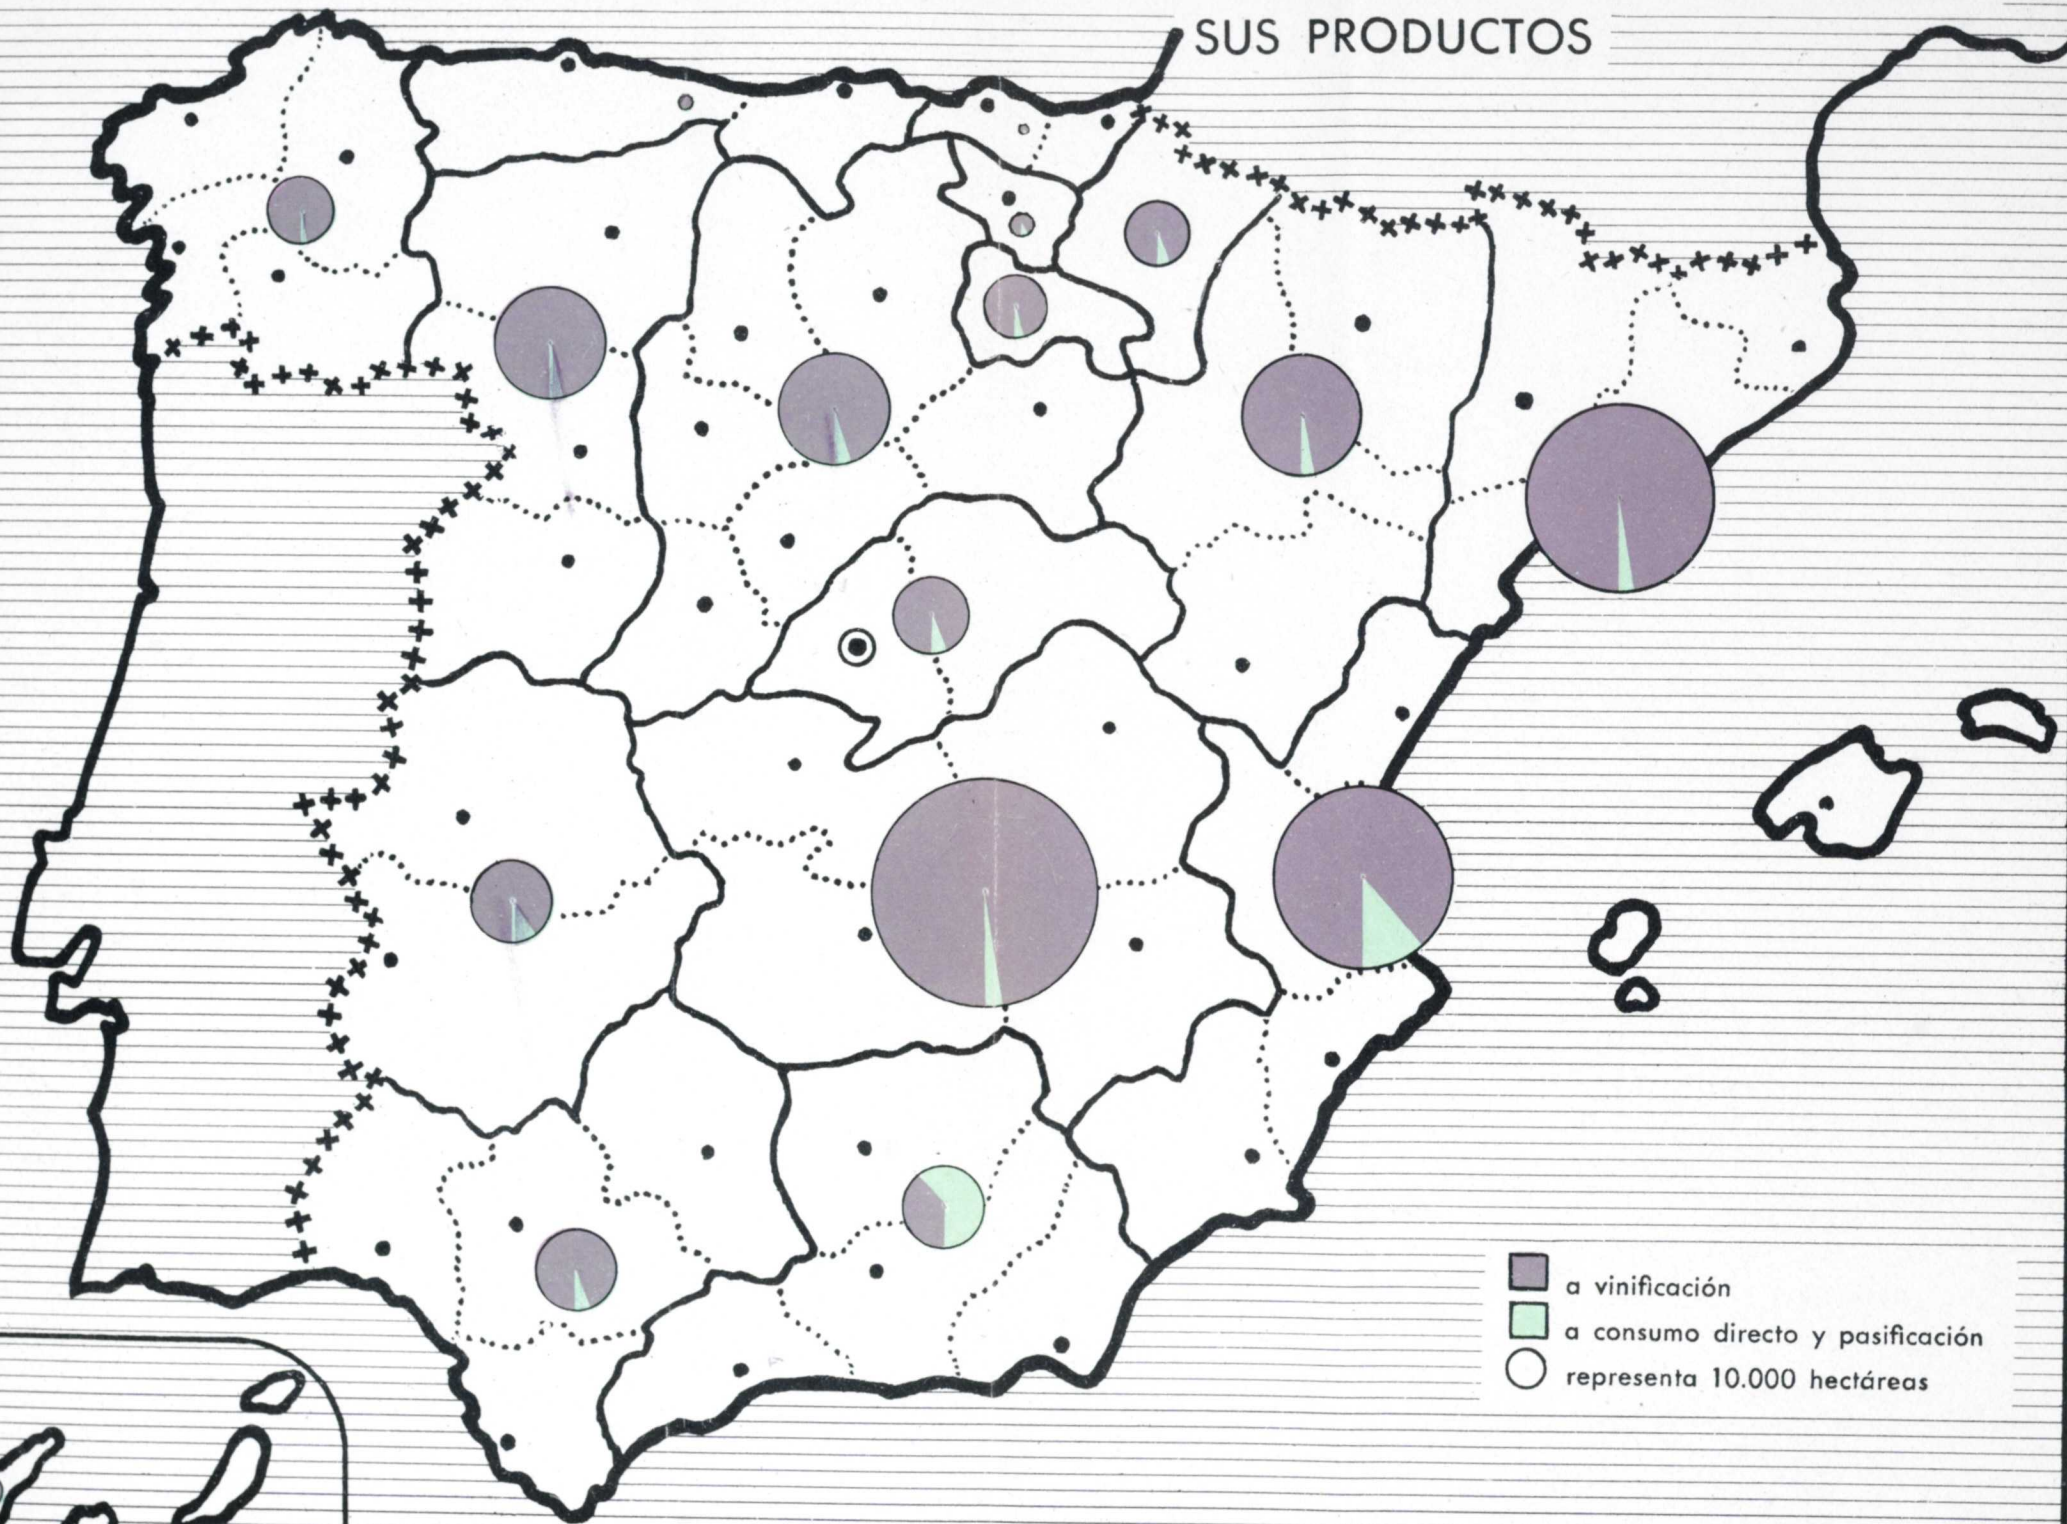 SUS PRODUCTOS
a vinificación
a consumo directo y pasificación
representa 10.000 hectáreas